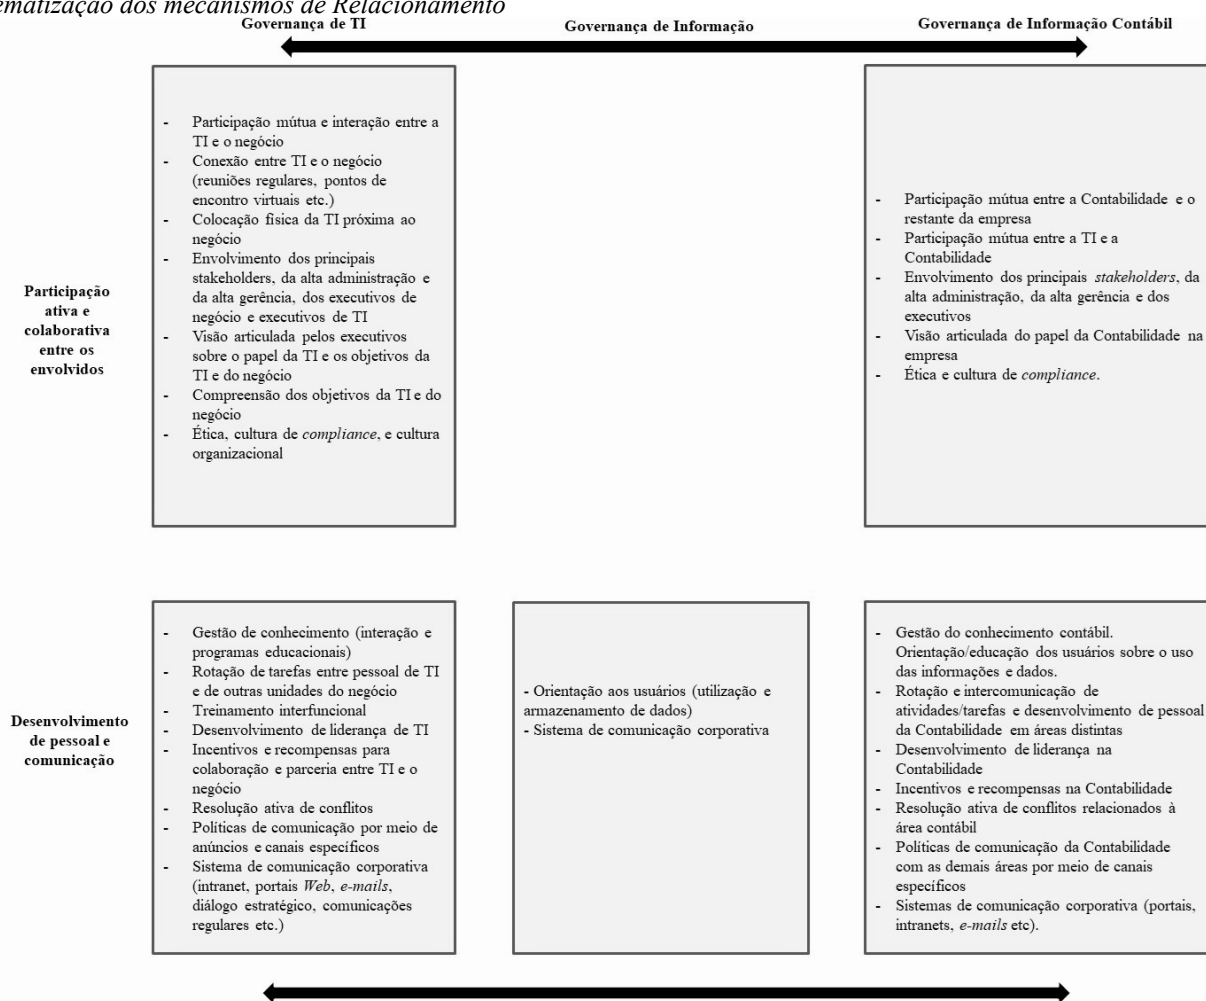 ematização dos mecanismos de Relacionamento
Governança de TI
Governança de Informação
Governança de Informação Contábil
Participação
ativa e
colaborativa
entre os
envolvidos
- Participação mútua e interação entre a
TI e o negócio
- Conexão entre TI e o negócio
(reuniões regulares, pontos de
encontro virtuais etc.)
- Colocação física da TI próxima ao
negócio
- Envolvimento dos principais
stakeholders, da alta administração e
da alta gerência, dos executivos de
negócio e executivos de TI
- Visão articulada pelos executivos
sobre o papel da TI e os objetivos da
TI e do negócio
- Compreensão dos objetivos da TI e do
negócio
- Ética, cultura de compliance, e cultura
organizacional
- Participação mútua entre a Contabilidade e o
restante da empresa
- Participação mútua entre a TI e a
Contabilidade
- Envolvimento dos principais stakeholders, da
alta administração, da alta gerência e dos
executivos
- Visão articulada do papel da Contabilidade na
empresa
- Ética e cultura de compliance.
Desenvolvimento
de pessoal e
comunicação
- Gestão de conhecimento (interação e
programas educacionais)
- Rotação de tarefas entre pessoal de TI
e de outras unidades do negócio
- Treinamento interfuncional
- Desenvolvimento de liderança de TI
- Incentivos e recompensas para
colaboração e parceria entre TI e o
negócio
- Resolução ativa de conflitos
- Políticas de comunicação por meio de
anúncios e canais específicos
- Sistema de comunicação corporativa
(intranet, portais Web, e-mails,
diálogo estratégico, comunicações
regulares etc.)
- Orientação aos usuários (utilização e
armazenamento de dados)
- Sistema de comunicação corporativa
- Gestão do conhecimento contábil.
Orientação/educação dos usuários sobre o uso
das informações e dados.
- Rotação e intercomunicação de
atividades/tarefas e desenvolvimento de pessoal
da Contabilidade em áreas distintas
- Desenvolvimento de liderança na
Contabilidade
- Incentivos e recompensas na Contabilidade
- Resolução ativa de conflitos relacionados à
área contábil
- Políticas de comunicação da Contabilidade
com as demais áreas por meio de canais
específicos
- Sistemas de comunicação corporativa (portais,
intranets, e-mails etc).